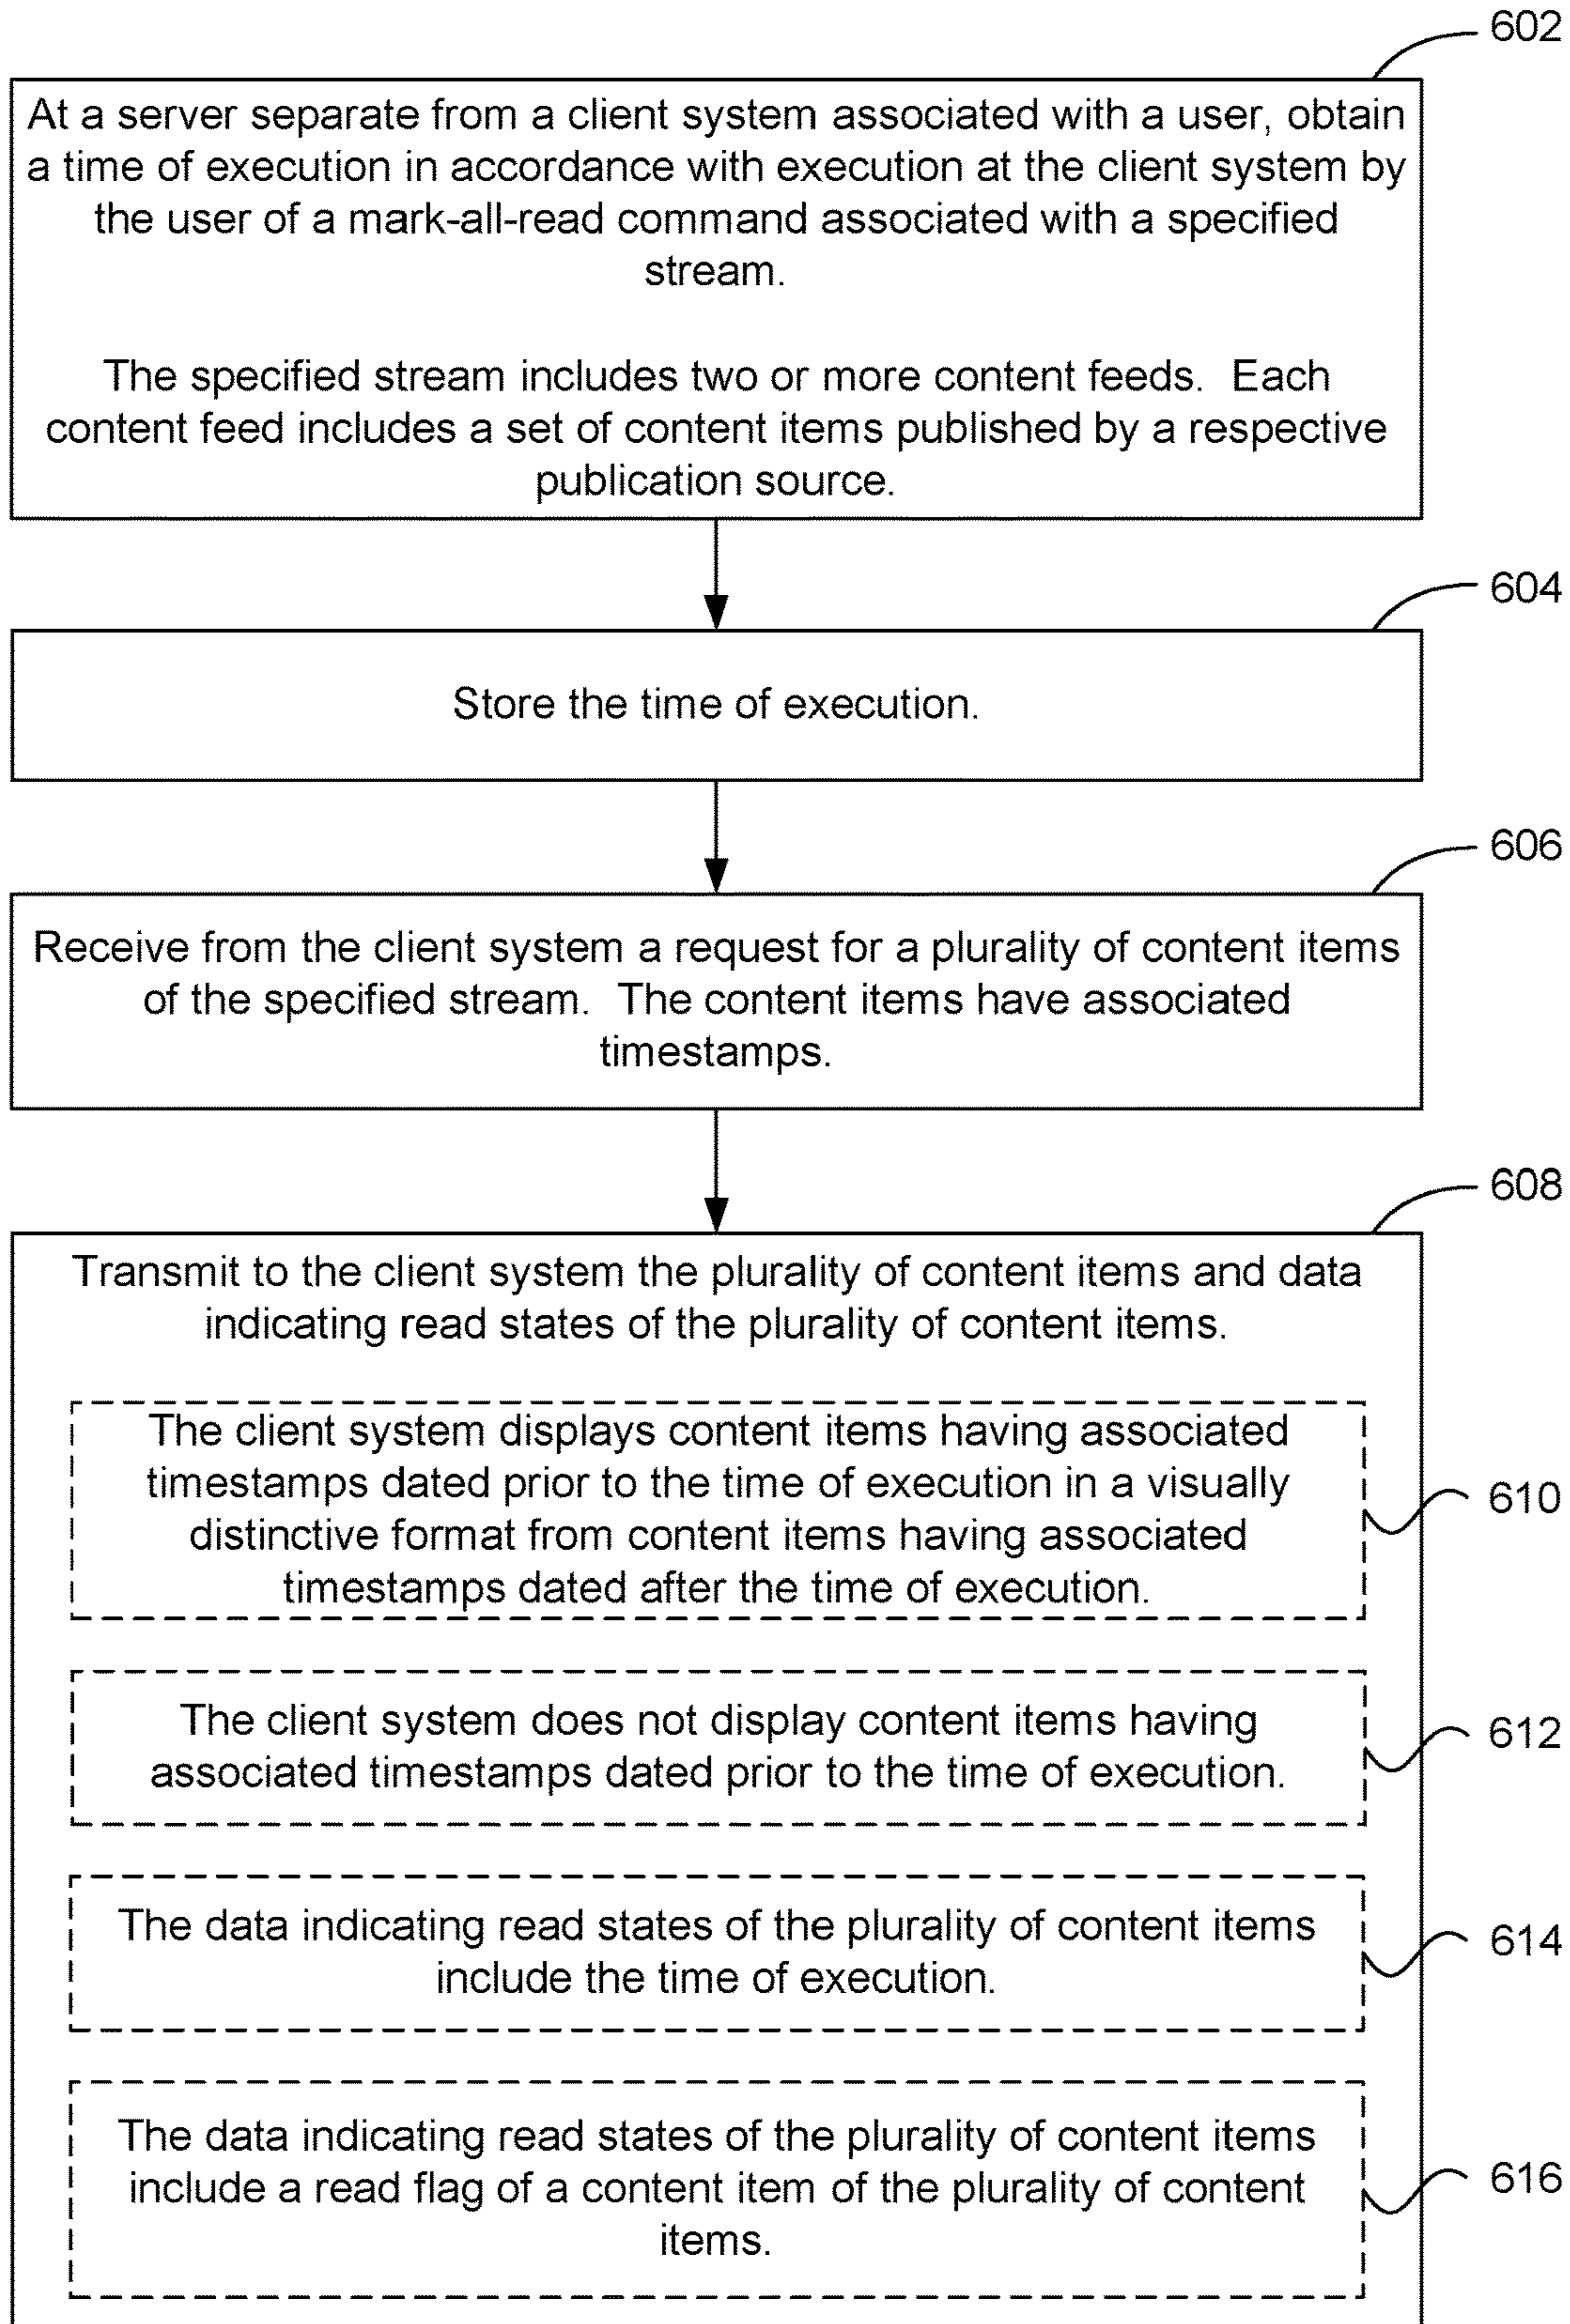 602
At a server separate from a client system associated with a user, obtain
a time of execution in accordance with execution at the client system by
the user of a mark-all-read command associated with a specified
stream.
The specified stream includes two or more content feeds.  Each
content feed includes a set of content items published by a respective
publication source.
604
Store the time of execution.
606
Receive from the client system a request for a plurality of content items
of the specified stream.  The content items have associated
timestamps.
608
Transmit to the client system the plurality of content items and data
indicating read states of the plurality of content items.
The client system displays content items having associated
timestamps dated prior to the time of execution in a visually
distinctive format from content items having associated
timestamps dated after the time of execution.
610
The client system does not display content items having
associated timestamps dated prior to the time of execution.
612
The data indicating read states of the plurality of content items
include the time of execution.
614
The data indicating read states of the plurality of content items
include a read flag of a content item of the plurality of content
items.
616